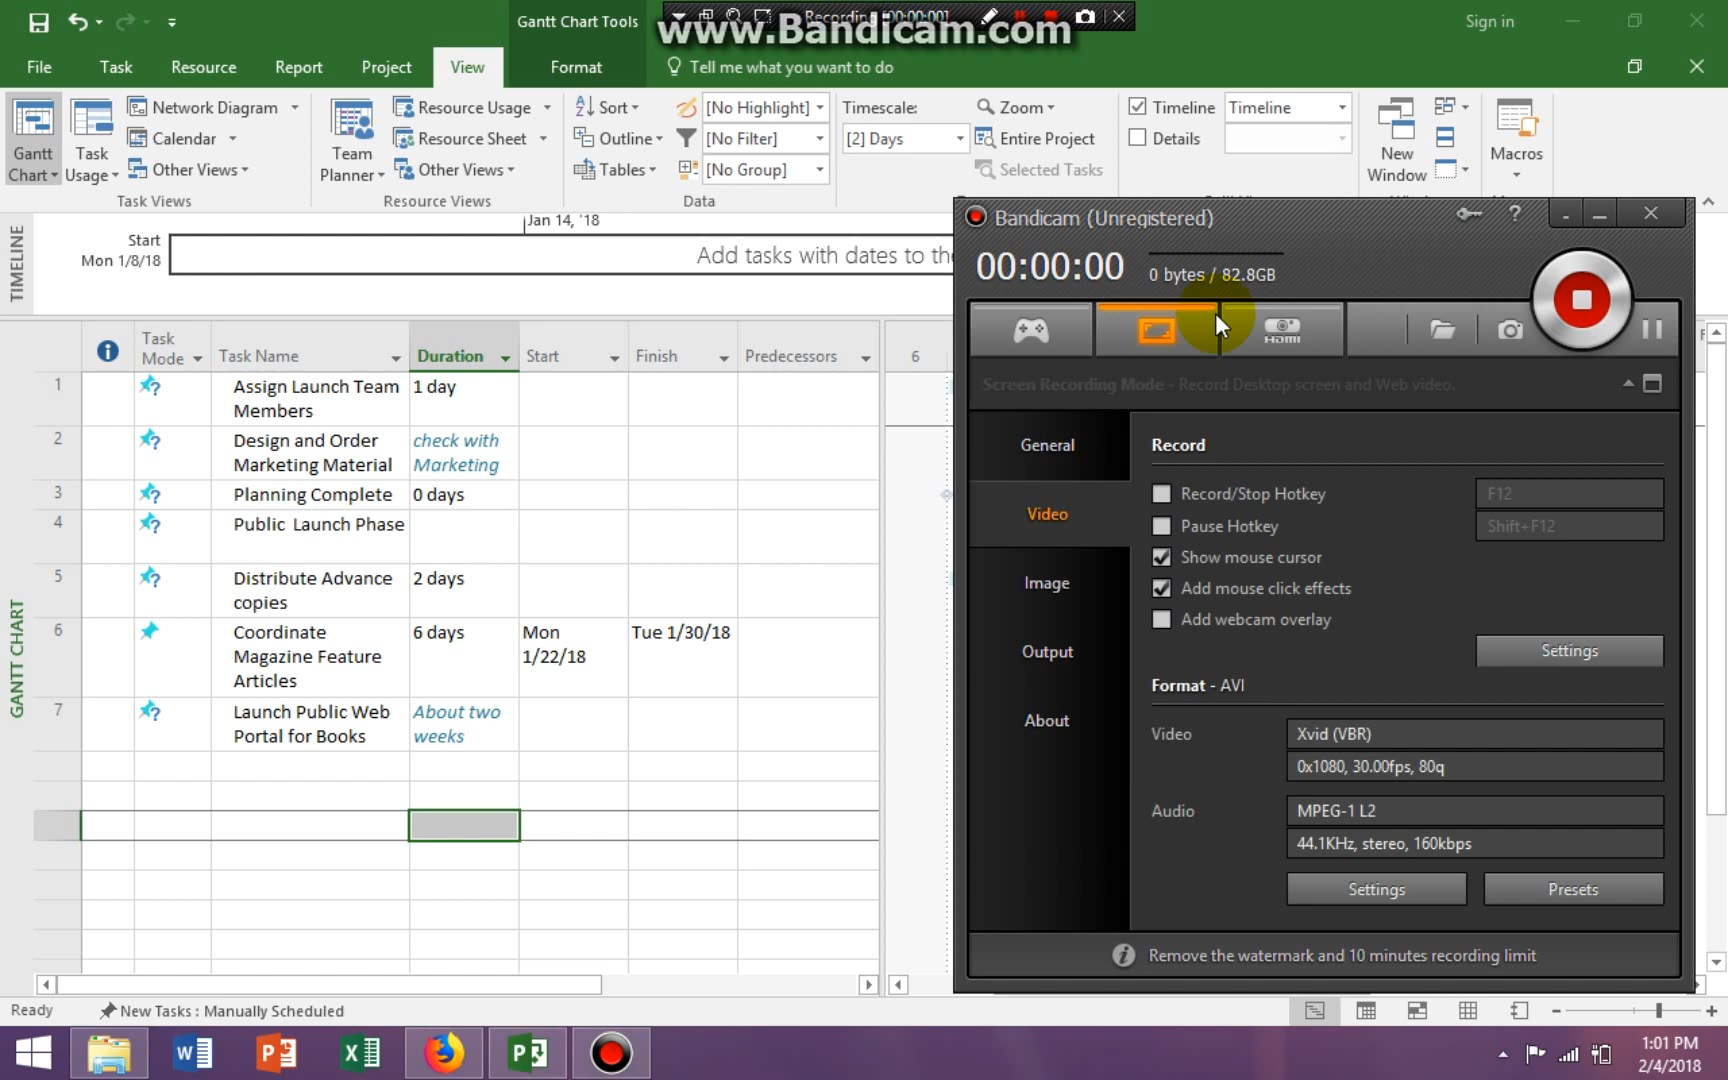 Gantt Chart Tools
Recording [00:00:00]
www.Bandicam.com
Sign in
File
Task
Resource
Report
Project
View
Format
Tell me what you want to do
Gantt
Chart
Task
Usage
Network Diagram
Calendar
Other Views
Task Views
Team
Planner
Resource Usage
Resource Sheet
Other Views
Resource Views
Sort
Outline
Tables
[No Highlight]
[No Filter]
[No Group]
Data
Timescale:
[2] Days
Zoom
Entire Project
Selected Tasks
Timeline
Timeline
Details
New
Window
Macros
TIMELINE
Start
Mon 1/8/18
Jan 14, '18
Add tasks with dates to the
Bandicam (Unregistered)
?
00:00:00
0 bytes / 82.8GB
HDMI
Screen Recording Mode - Record Desktop screen and Web video.
General
Video
Image
Output
About
Record
Record/Stop Hotkey
F12
Pause Hotkey
Shift+F12
Show mouse cursor
Add mouse click effects
Add webcam overlay
Settings
Format - AVI
Video
Xvid (VBR)
0x1080, 30.00fps, 80q
Audio
MPEG-1 L2
44.1KHz, stereo, 160kbps
Settings
Presets
Remove the watermark and 10 minutes recording limit
GANTT CHART
Task
Mode
Task Name
Duration
Start
Finish
Predecessors
6
1
Assign Launch Team
Members
1 day
2
Design and Order
Marketing Material
check with
Marketing
3
Planning Complete
0 days
4
Public Launch Phase
5
Distribute Advance
copies
2 days
6
Coordinate
Magazine Feature
Articles
6 days
Mon
1/22/18
Tue 1/30/18
7
Launch Public Web
Portal for Books
About two
weeks
Ready
New Tasks : Manually Scheduled
1:01 PM
2/4/2018